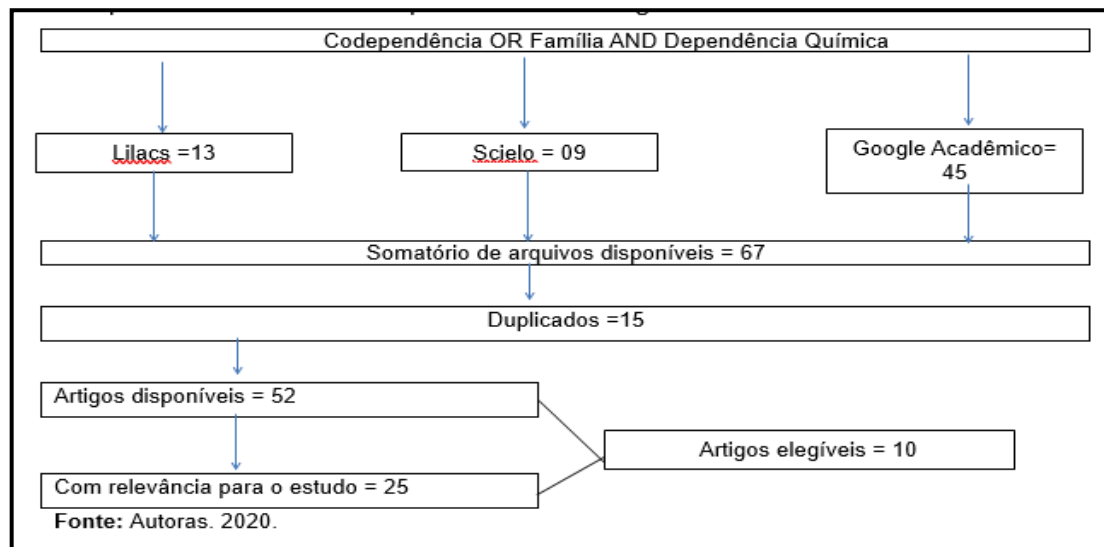 Codependência OR Família AND Dependência Química
Lilacs =13
Scielo = 09
Google Acadêmico=
45
Somatório de arquivos disponíveis = 67
Duplicados =15
Artigos disponíveis = 52
Artigos elegíveis = 10
Com relevância para o estudo = 25
Fonte: Autoras. 2020.